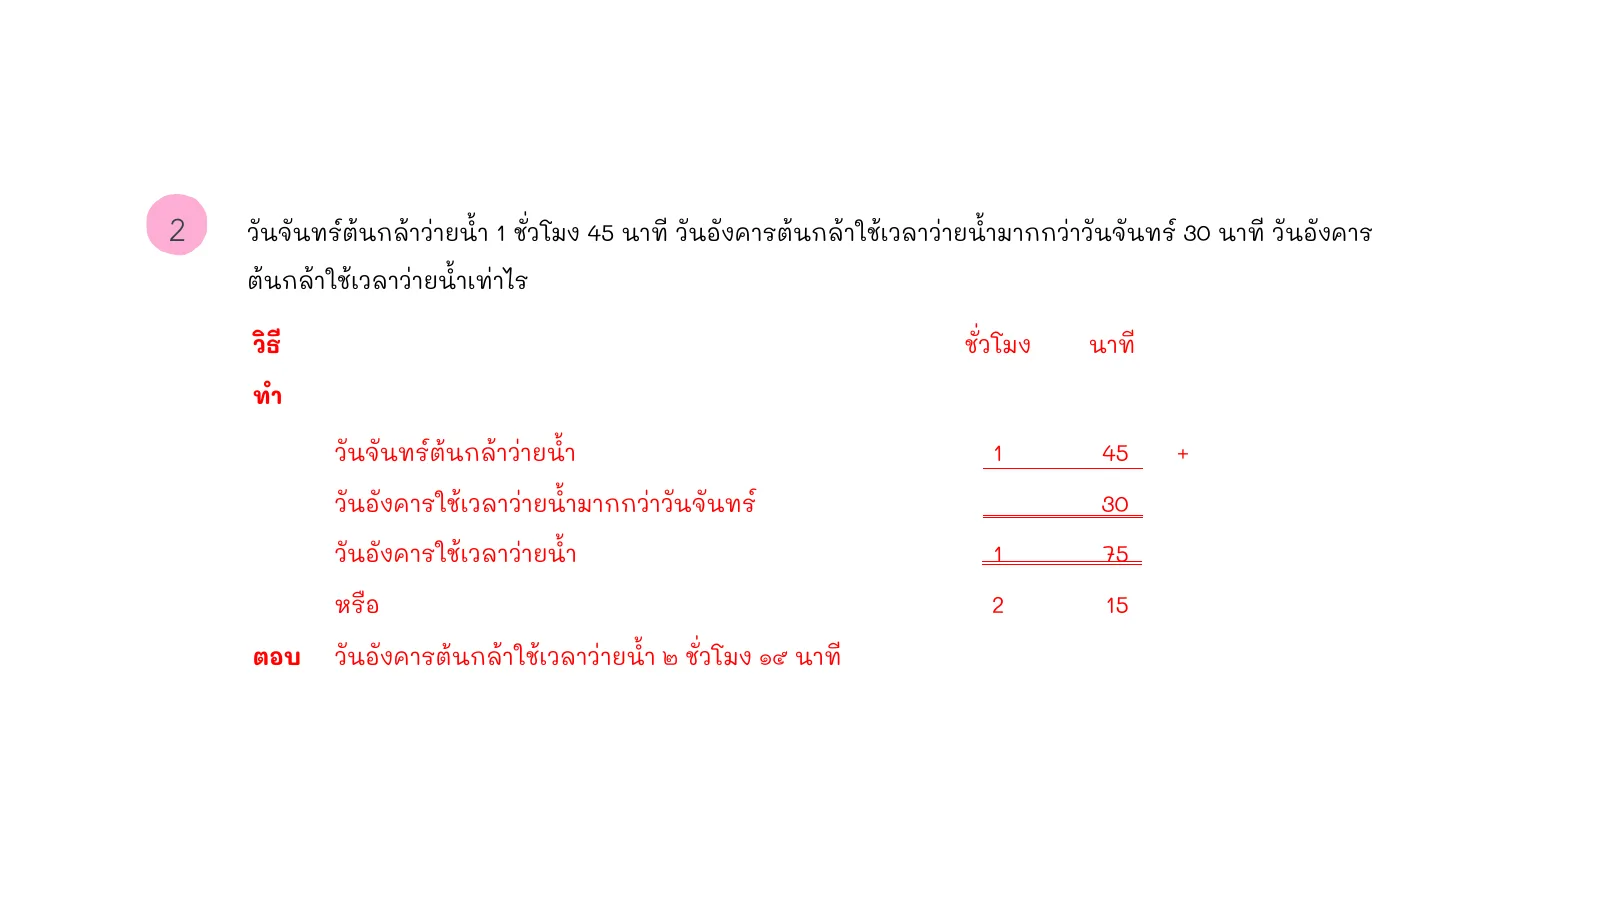 2 วันจันทร์ต้นกล้าว่ายน้ำ 1 ชั่วโมง 45 นาที วันอังคารต้นกล้าใช้เวลาว่ายน้ำมากกว่าวันจันทร์ 30 นาที วันอังคาร
ต้นกล้าใช้เวลาว่ายน้ำเท่าไร
วิธี ชั่วโมง นาที
ทำ
วันจันทร์ต้นกล้าว่ายน้ำ 1 45 +
วันอังคารใช้เวลาว่ายน้ำมากกว่าวันจันทร์ 30
วันอังคารใช้เวลาว่ายน้ำ 1 75
หรือ 2 15
ตอบ วันอังคารต้นกล้าใช้เวลาว่ายน้ำ ๒ ชั่วโมง ๑๕ นาที